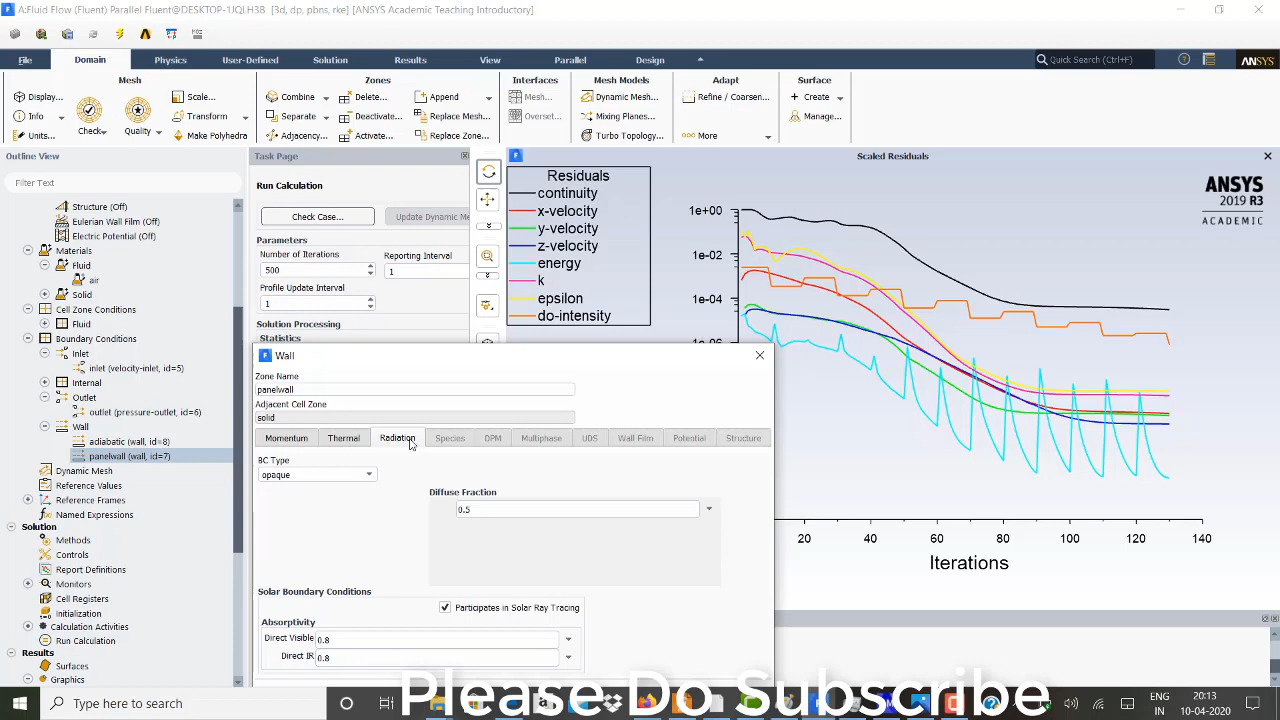 A:Fluid Flow (Fluent) Parallel Fluent@DESKTOP-1JQLH3B [3d, dp, pbns, rke] [ANSYS Academic Teaching Introductory]
File Domain Physics User-Defined Solution Results View Parallel Design Quick Search (Ctrl+F) ANSYS
Mesh Zones Interfaces Mesh Models Adapt Surface
Display... Scale... Combine Delete... Append Mesh... Dynamic Mesh... Refine / Coarsen... Create
Info Transform Separate Deactivate... Replace Mesh... Overset... Mixing Planes... Manage...
Units... Check Quality Make Polyhedra Adjacency Activate... Replace Zone... Turbo Topology... More
Outline View
Filter Text
Structure (Off)
Eulerian Wall Film (Off)
Electric Potential (Off)
Materials
Fluid
air
Solid
Cell Zone Conditions
Fluid
Boundary Conditions
Inlet
inlet (velocity-inlet, id=5)
Internal
Outlet
outlet (pressure-outlet, id=6)
Wall
adiabatic (wall, id=8)
panelwall (wall, id=7)
Dynamic Mesh
Reference Values
Reference Frames
Named Expressions
Solution
Methods
Controls
Report Definitions
Monitors
Cell Registers
Initialization
Calculation Activities
Run Calculation
Results
Surfaces
Graphics
Task Page
Run Calculation
Check Case... Update Dynamic Me
Parameters
Number of Iterations Reporting Interval
500 1
Profile Update Interval
1
Solution Processing
Statistics
Wall
Zone Name
panelwall
Adjacent Cell Zone
solid
Momentum Thermal Radiation Species DPM Multiphase UDS Wall Film Potential Structure
BC Type
opaque
Diffuse Fraction
0.5
Solar Boundary Conditions
Participates in Solar Ray Tracing
Absorptivity
Direct Visible 0.8
Direct IR 0.8
Scaled Residuals
Residuals
continuity
x-velocity
y-velocity
z-velocity
energy
k
epsilon
do-intensity
1e+00
1e-02
1e-04
ANSYS
2019 R3
ACADEMIC
20 40 60 80 100 120 140
Iterations
Please Do Subscribe
Type here to search
ENG
IN
20:13
10-04-2020